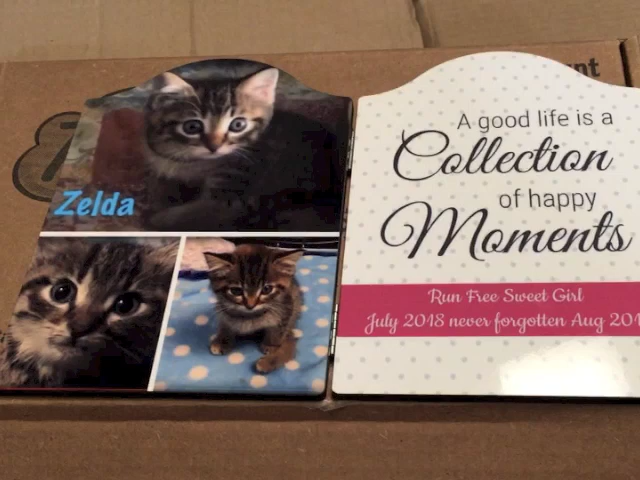 Zelda
A good life is a
Collection
of happy
Moments
Run Free Sweet Girl
July 2018 never forgotten Aug 201